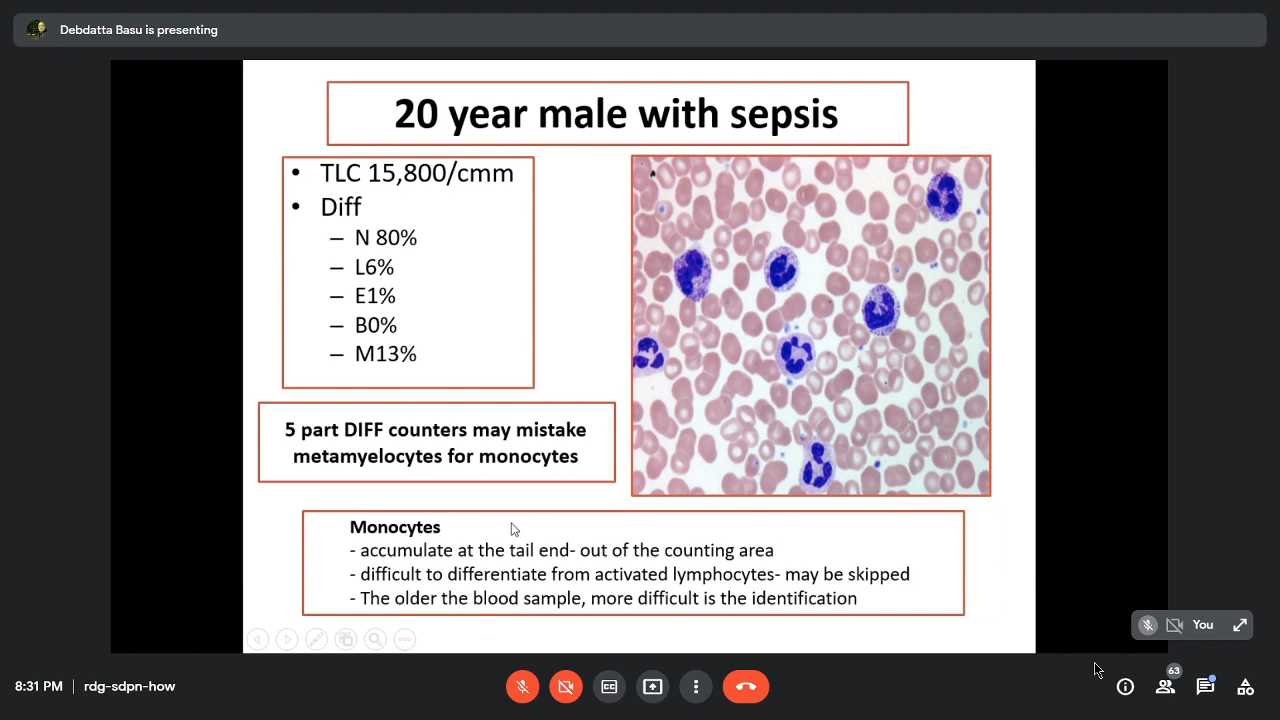 Debdatta Basu is presenting
20 year male with sepsis
• TLC 15,800/cmm
• Diff
– N 80%
– L6%
– E1%
– B0%
– M13%
5 part DIFF counters may mistake
metamyelocytes for monocytes
Monocytes
- accumulate at the tail end- out of the counting area
- difficult to differentiate from activated lymphocytes- may be skipped
- The older the blood sample, more difficult is the identification
You
8:31 PM | rdg-sdpn-how
63